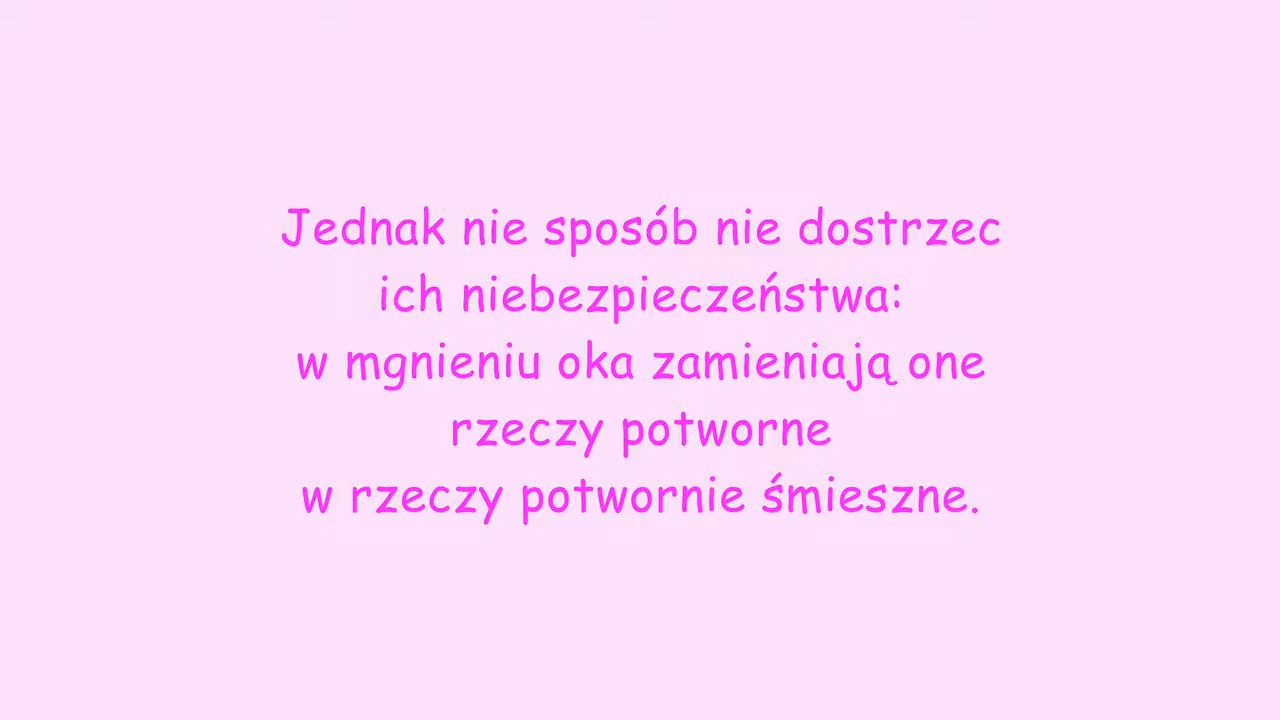 Jednak nie sposób nie dostrzec
ich niebezpieczeństwa:
w mgnieniu oka zamieniają one
rzeczy potworne
w rzeczy potwornie śmieszne.